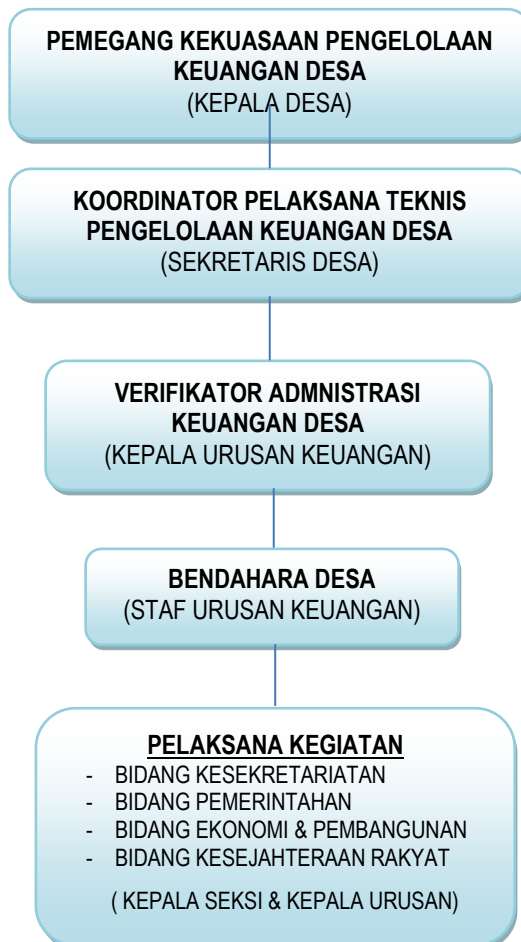 PEMEGANG KEKUASAAN PENGELOLAAN
KEUANGAN DESA
(KEPALA DESA)
KOORDINATOR PELAKSANA TEKNIS
PENGELOLAAN KEUANGAN DESA
(SEKRETARIS DESA)
VERIFIKATOR ADMNISTRASI
KEUANGAN DESA
(KEPALA URUSAN KEUANGAN)
BENDAHARA DESA
(STAF URUSAN KEUANGAN)
PELAKSANA KEGIATAN
- BIDANG KESEKRETARIATAN
- BIDANG PEMERINTAHAN
- BIDANG EKONOMI & PEMBANGUNAN
- BIDANG KESEJAHTERAAN RAKYAT
( KEPALA SEKSI & KEPALA URUSAN)